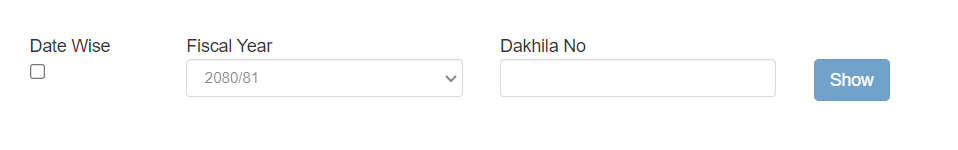 Date Wise
Fiscal Year
Dakhila No
2080/81
Show